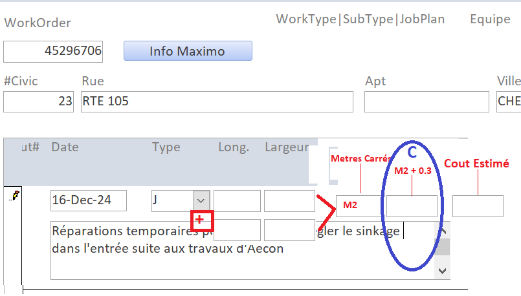 WorkOrder
WorkType|SubType|JobPlan
Equipe
45296706
Info Maximo
#Civic
Rue
Apt
Ville
23
RTE 105
CHE
ut#
Date
Type
Long.
Largeur
Metres Carrés
C
M2 + 0.3
Cout Estimé
16-Dec-24
J
M2
+
Réparations temporaires p gler le sinkage
dans l'entrée suite aux travaux d'Aecon